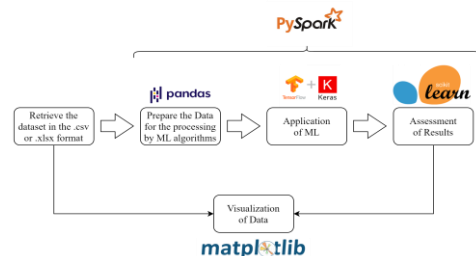 PySpark
pandas
TensorFlow + K Keras
scikit learn
Retrieve the
dataset in the .csv
or .xlsx format
Prepare the Data
for the processing
by ML algorithms
Application
of ML
Assessment
of Results
Visualization
of Data
matplotlib